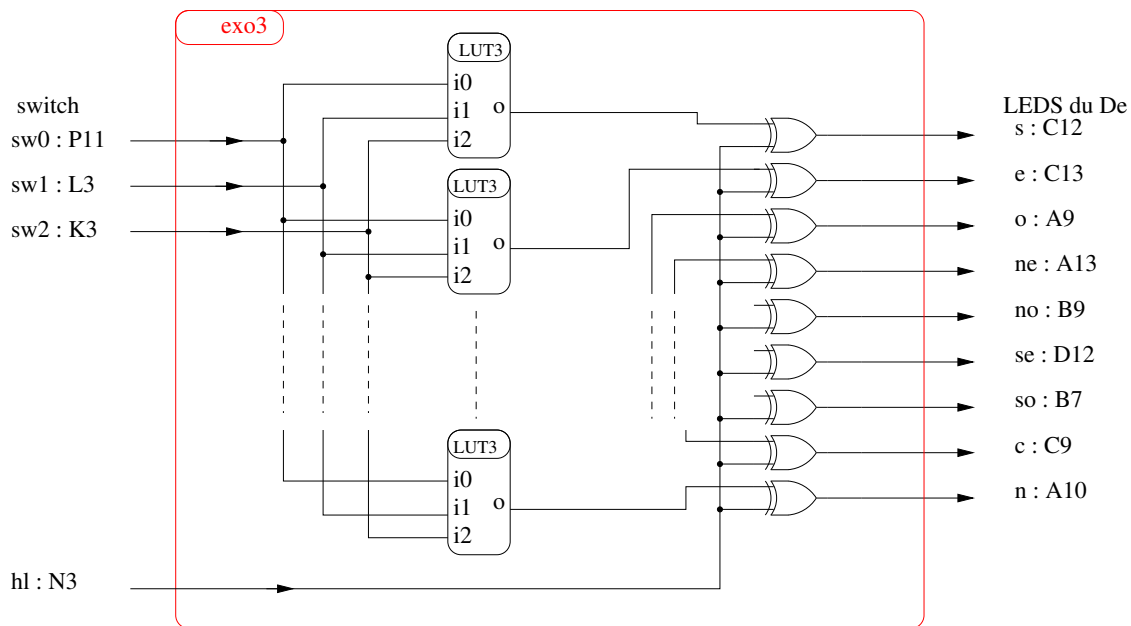 exo3
switch
sw0 : P11
sw1 : L3
sw2 : K3
hl : N3
LUT3
i0
i1
i2
o
LUT3
i0
i1
i2
o
LUT3
i0
i1
i2
o
LEDS du De
s : C12
e : C13
o : A9
ne : A13
no : B9
se : D12
so : B7
c : C9
n : A10